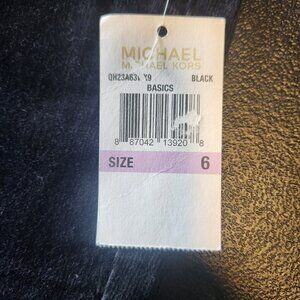 MICHAEL
MICHAEL KORS
BLACK
BASICS
8 87042 13920 8
SIZE 6